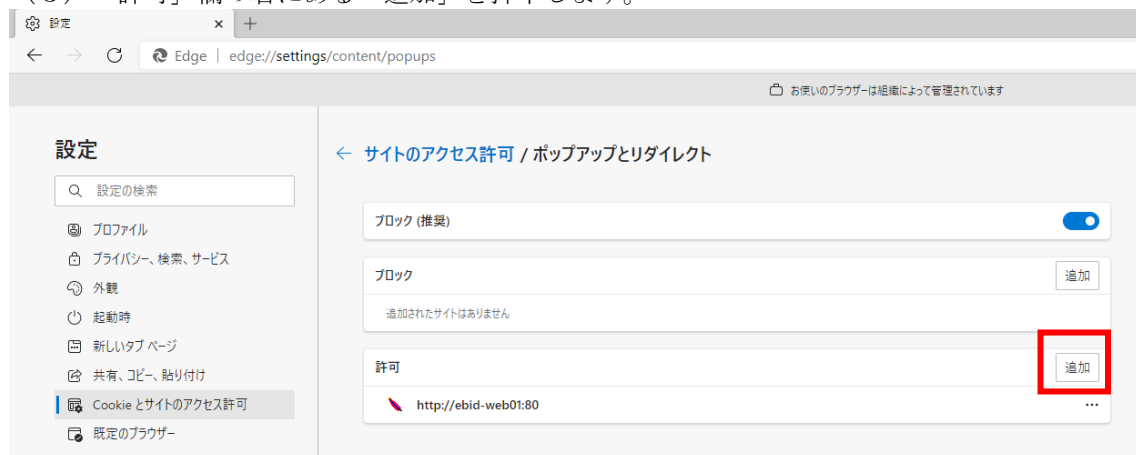 設定
Edge | edge://settings/content/popups
お使いのブラウザーは組織によって管理されています
設定
設定の検索
プロファイル
プライバシー、検索、サービス
外観
起動時
新しいタブ ページ
共有、コピー、貼り付け
Cookie とサイトのアクセス許可
既定のブラウザー
サイトのアクセス許可 / ポップアップとリダイレクト
ブロック (推奨)
ブロック
追加
追加されたサイトはありません
許可
追加
http://ebid-web01:80